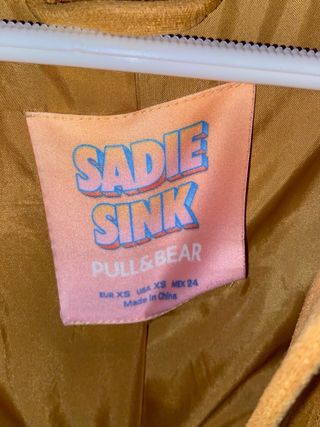 SADIE
SINK
PULL&BEAR
EUR XS USA XS MEX 24
Made in China